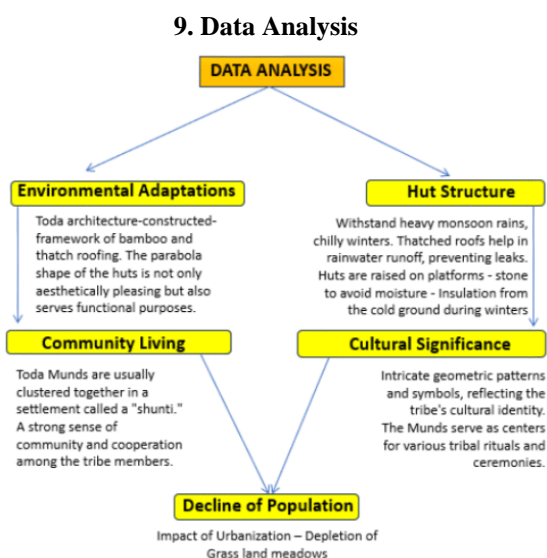 9. Data Analysis
DATA ANALYSIS
Environmental Adaptations
Toda architecture-constructed-
framework of bamboo and
thatch roofing. The parabola
shape of the huts is not only
aesthetically pleasing but also
serves functional purposes.
Hut Structure
Withstand heavy monsoon rains,
chilly winters. Thatched roofs help in
rainwater runoff, preventing leaks.
Huts are raised on platforms - stone
to avoid moisture - Insulation from
the cold ground during winters
Community Living
Toda Munds are usually
clustered together in a
settlement called a "shunti."
A strong sense of
community and cooperation
among the tribe members.
Cultural Significance
Intricate geometric patterns
and symbols, reflecting the
tribe's cultural identity.
The Munds serve as centers
for various tribal rituals and
ceremonies.
Decline of Population
Impact of Urbanization – Depletion of
Grass land meadows